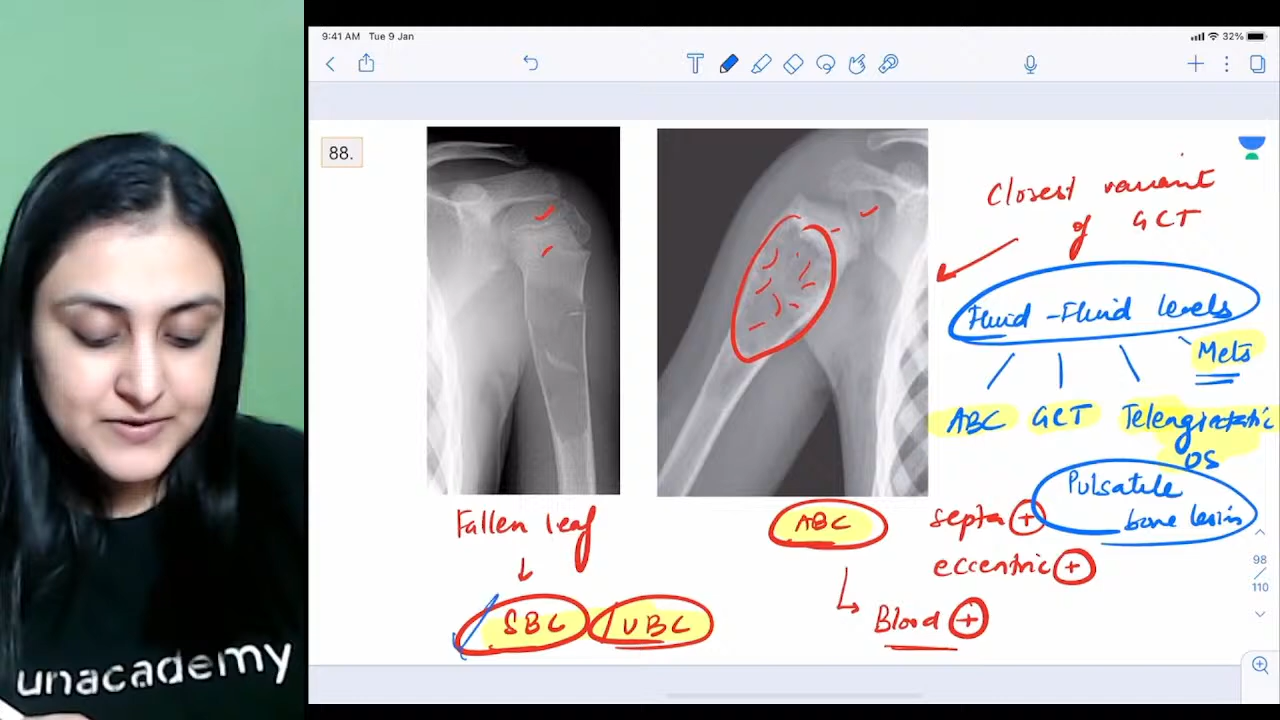 9:41 AM Tue 9 Jan
32%
88.
Closest variant
of GCT
Fluid-Fluid levels
Mets
ABC GCT Telengiectatic
OS
Pulsatile
bone lesion
Fallen leaf
SBC UBC
ABC
septa +
eccentric +
Blood +
98
/
110
unacademy